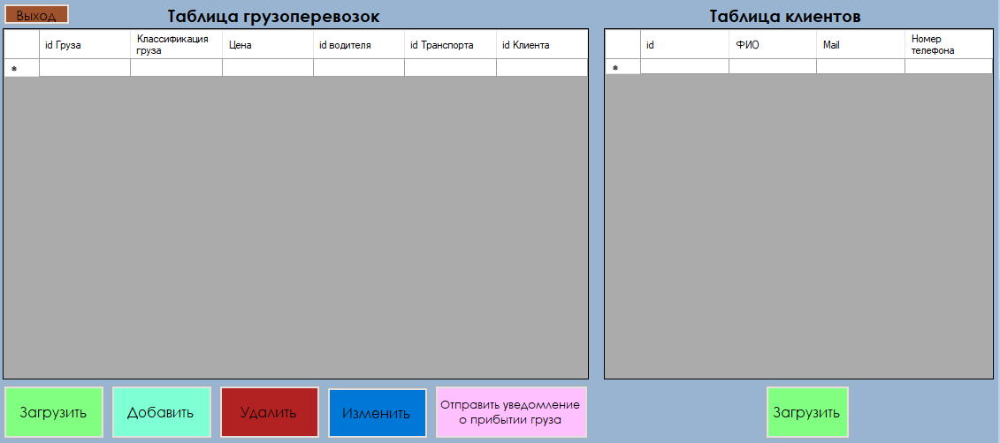 Выход
Таблица грузоперевозок
Таблица клиентов
id Груза
Классификация
груза
Цена
id водителя
id Транспорта
id Клиента
id
ФИО
Mail
Номер
телефона
*
*
Загрузить
Добавить
Удалить
Изменить
Отправить уведомление
о прибытии груза
Загрузить